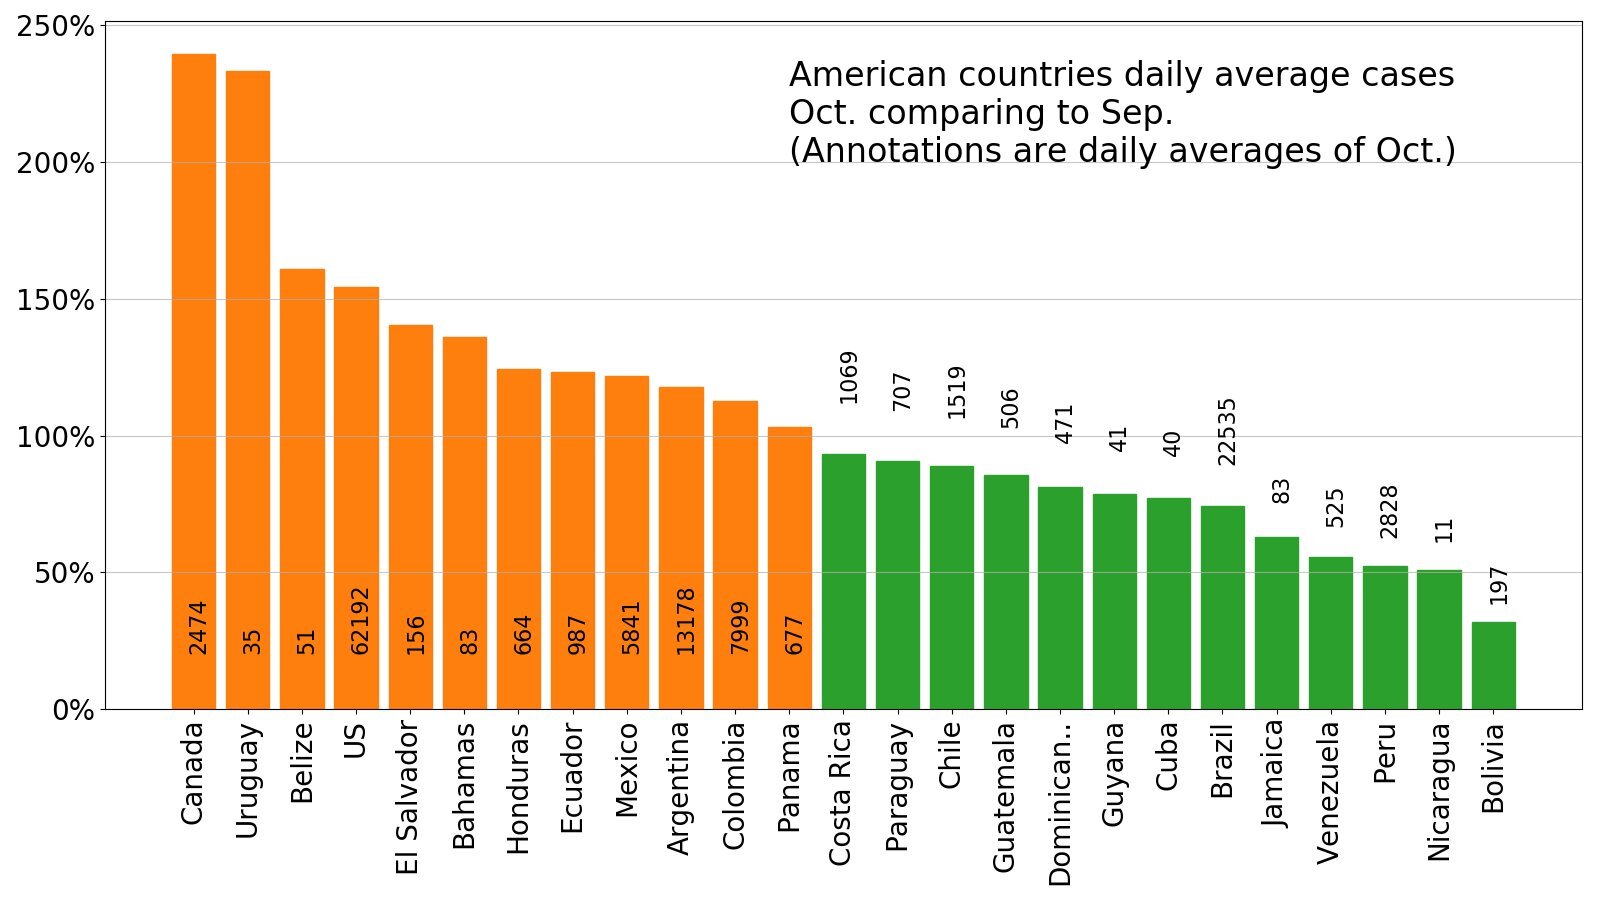 250%
200%
150%
100%
50%
0%
American countries daily average cases
Oct. comparing to Sep.
(Annotations are daily averages of Oct.)
2474
35
51
62192
156
83
664
987
5841
13178
7999
677
1069
707
1519
506
471
41
40
22535
83
525
2828
11
197
Canada
Uruguay
Belize
US
El Salvador
Bahamas
Honduras
Ecuador
Mexico
Argentina
Colombia
Panama
Costa Rica
Paraguay
Chile
Guatemala
Dominican..
Guyana
Cuba
Brazil
Jamaica
Venezuela
Peru
Nicaragua
Bolivia